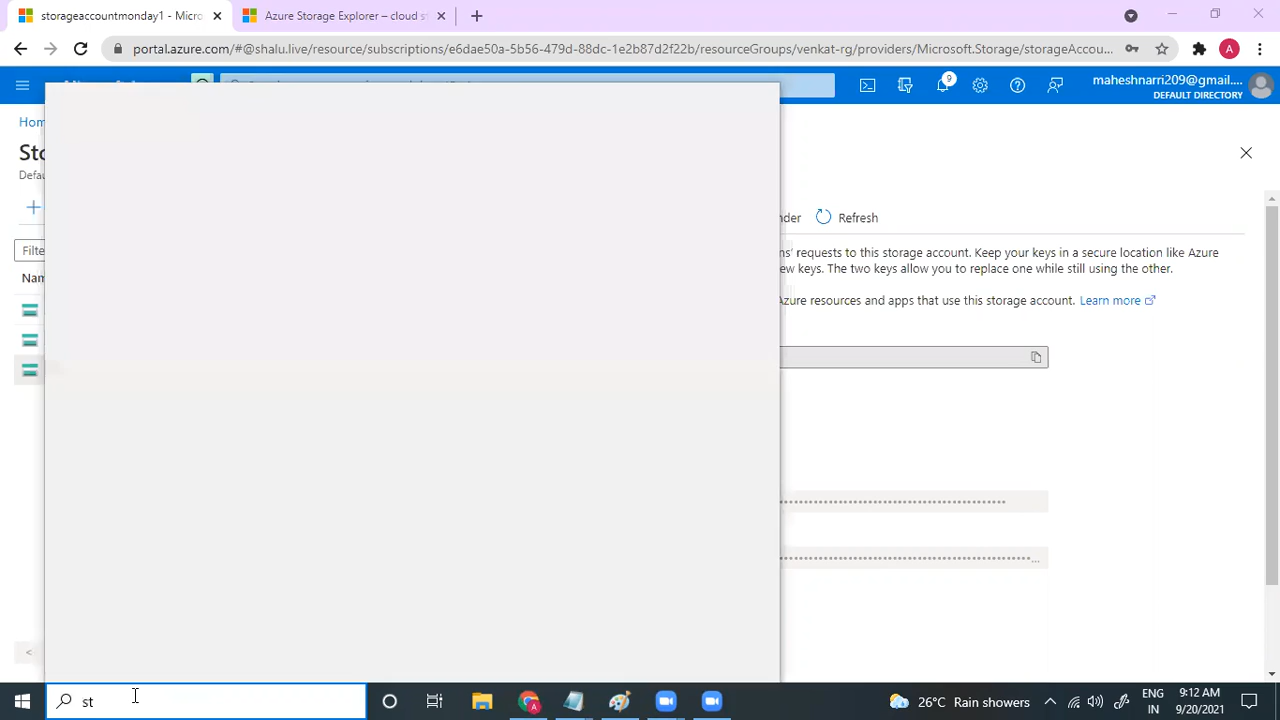 storageaccountmonday1 - Micro
Azure Storage Explorer – cloud st
portal.azure.com/#@shalu.live/resource/subscriptions/e6dae50a-5b56-479d-88dc-1e2b87d2f22b/resourceGroups/venkat-rg/providers/Microsoft.Storage/storageAccou...
A
9
maheshnarri209@gmail....
DEFAULT DIRECTORY
Hom
Sto
Defau
nder
Refresh
Filte
ns' requests to this storage account. Keep your keys in a secure location like Azure
ew keys. The two keys allow you to replace one while still using the other.
Nam
Azure resources and apps that use this storage account. Learn more
st
26°C Rain showers
ENG
IN
9:12 AM
9/20/2021